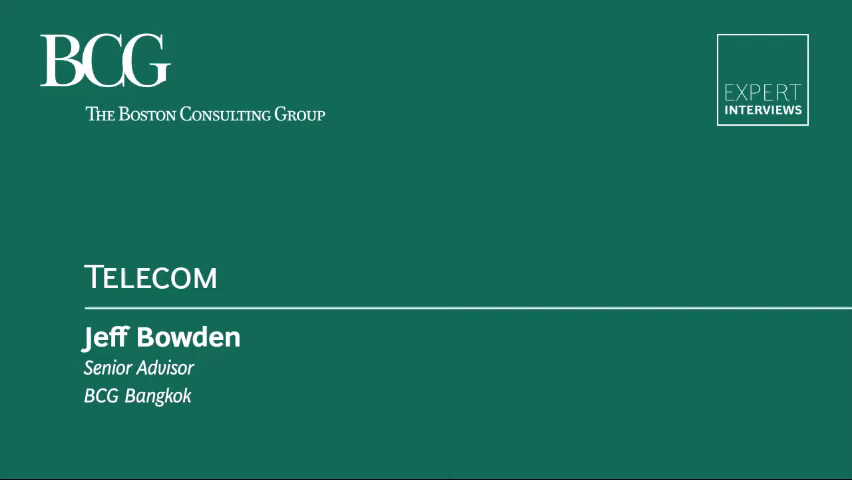 BCG
THE BOSTON CONSULTING GROUP
EXPERT
INTERVIEWS
TELECOM
Jeff Bowden
Senior Advisor
BCG Bangkok